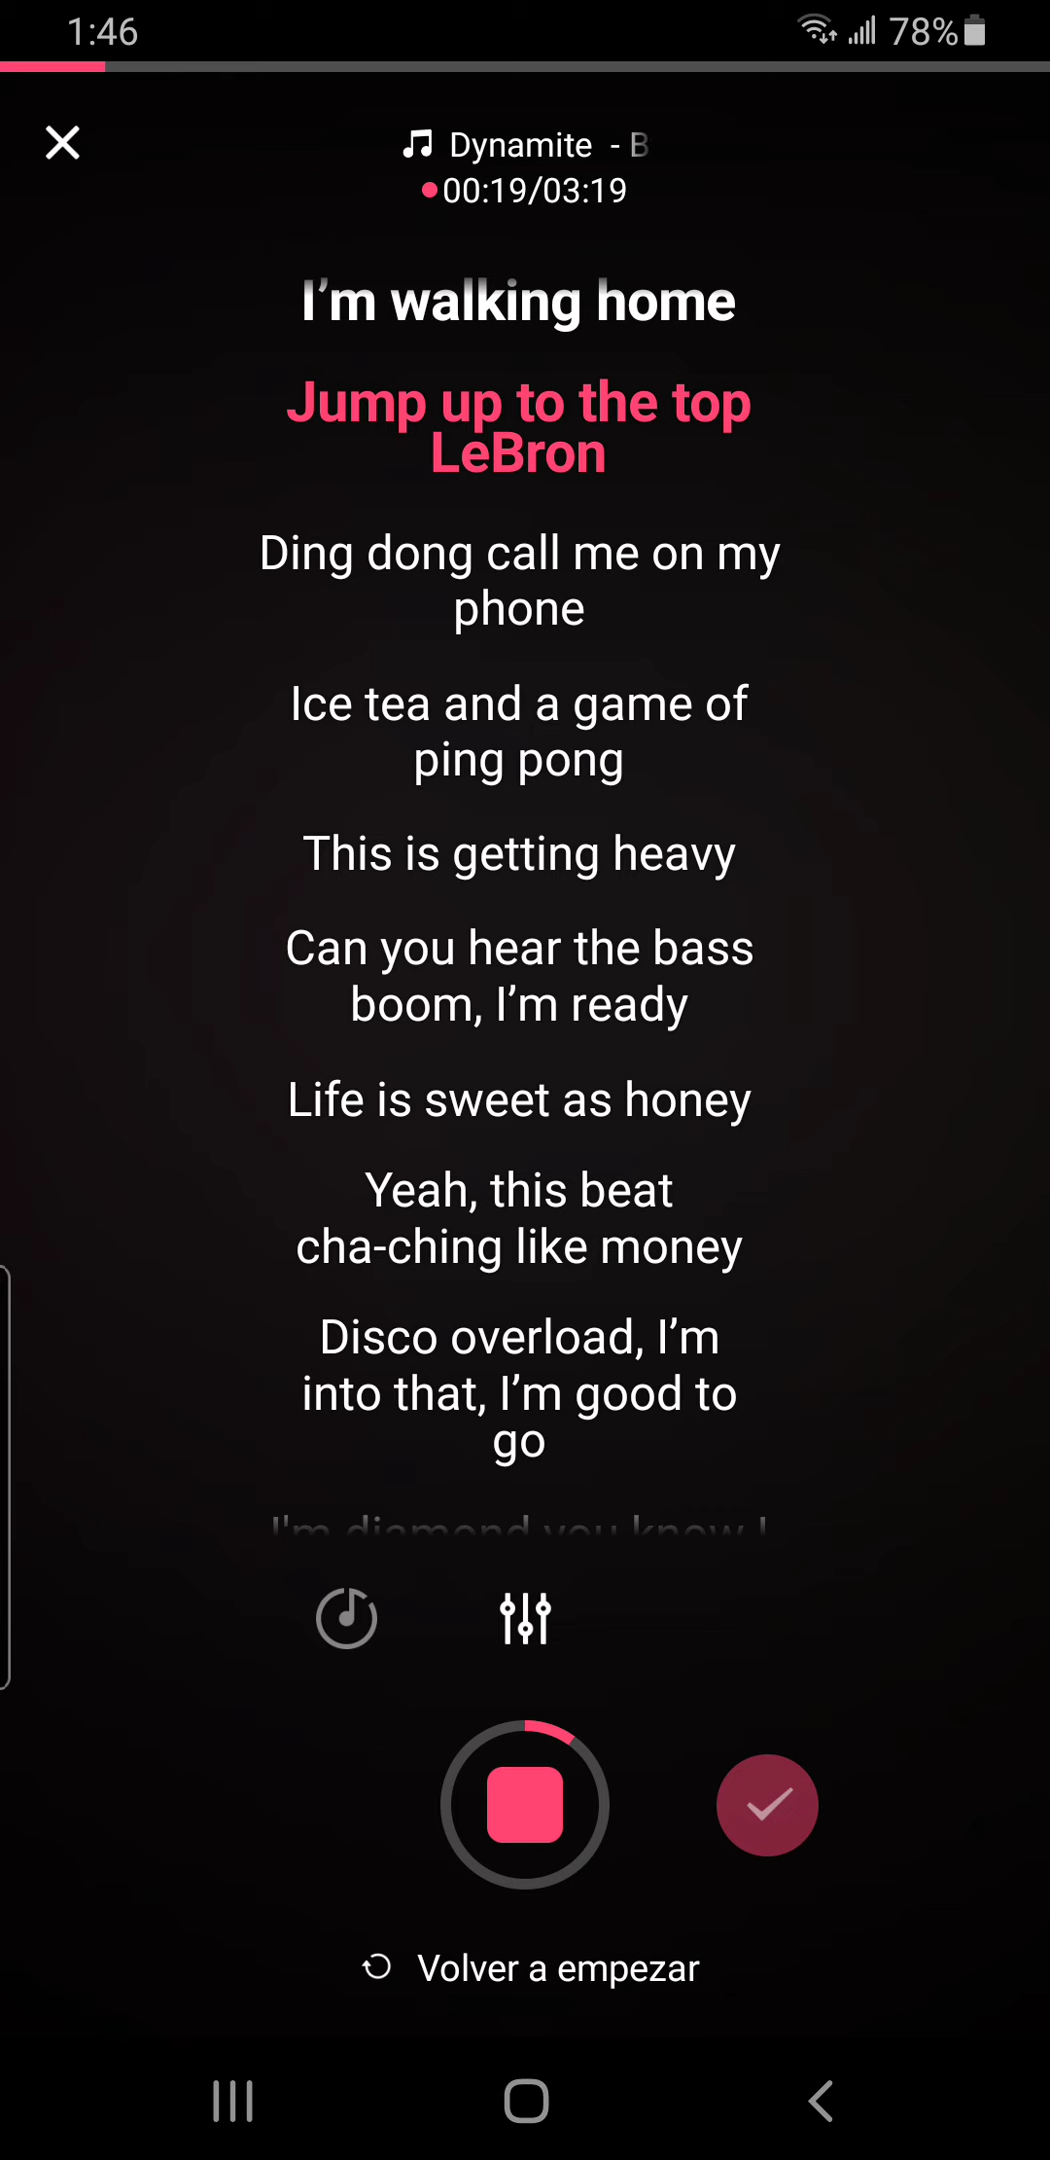 1:46 78%
Dynamite - B
00:19/03:19
I’m walking home
Jump up to the top
LeBron
Ding dong call me on my
phone
Ice tea and a game of
ping pong
This is getting heavy
Can you hear the bass
boom, I’m ready
Life is sweet as honey
Yeah, this beat
cha-ching like money
Disco overload, I’m
into that, I’m good to
go
I'm diamond you know I
Volver a empezar